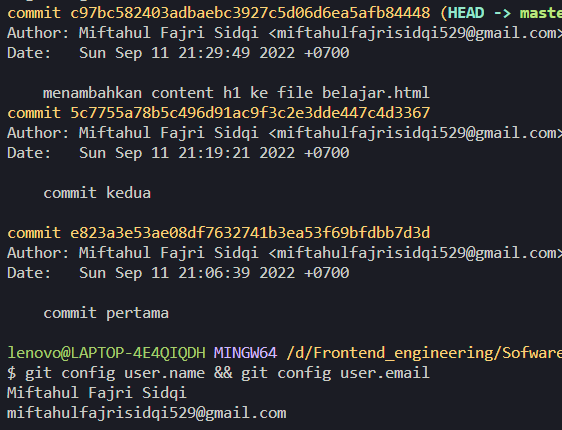 commit c97bc582403adbaebc3927c5d06d6ea5afb84448 (HEAD -> maste
Author: Miftahul Fajri Sidqi <miftahulfajrisidqi529@gmail.com>
Date:   Sun Sep 11 21:29:49 2022 +0700
    menambahkan content h1 ke file belajar.html
commit 5c7755a78b5c496d91ac9f3c2e3dde447c4d3367
Author: Miftahul Fajri Sidqi <miftahulfajrisidqi529@gmail.com>
Date:   Sun Sep 11 21:19:21 2022 +0700
    commit kedua
commit e823a3e53ae08df7632741b3ea53f69bfdbb7d3d
Author: Miftahul Fajri Sidqi <miftahulfajrisidqi529@gmail.com>
Date:   Sun Sep 11 21:06:39 2022 +0700
    commit pertama
lenovo@LAPTOP-4E4QIQDH MINGW64 /d/Frontend_engineering/Sofware
$ git config user.name && git config user.email
Miftahul Fajri Sidqi
miftahulfajrisidqi529@gmail.com